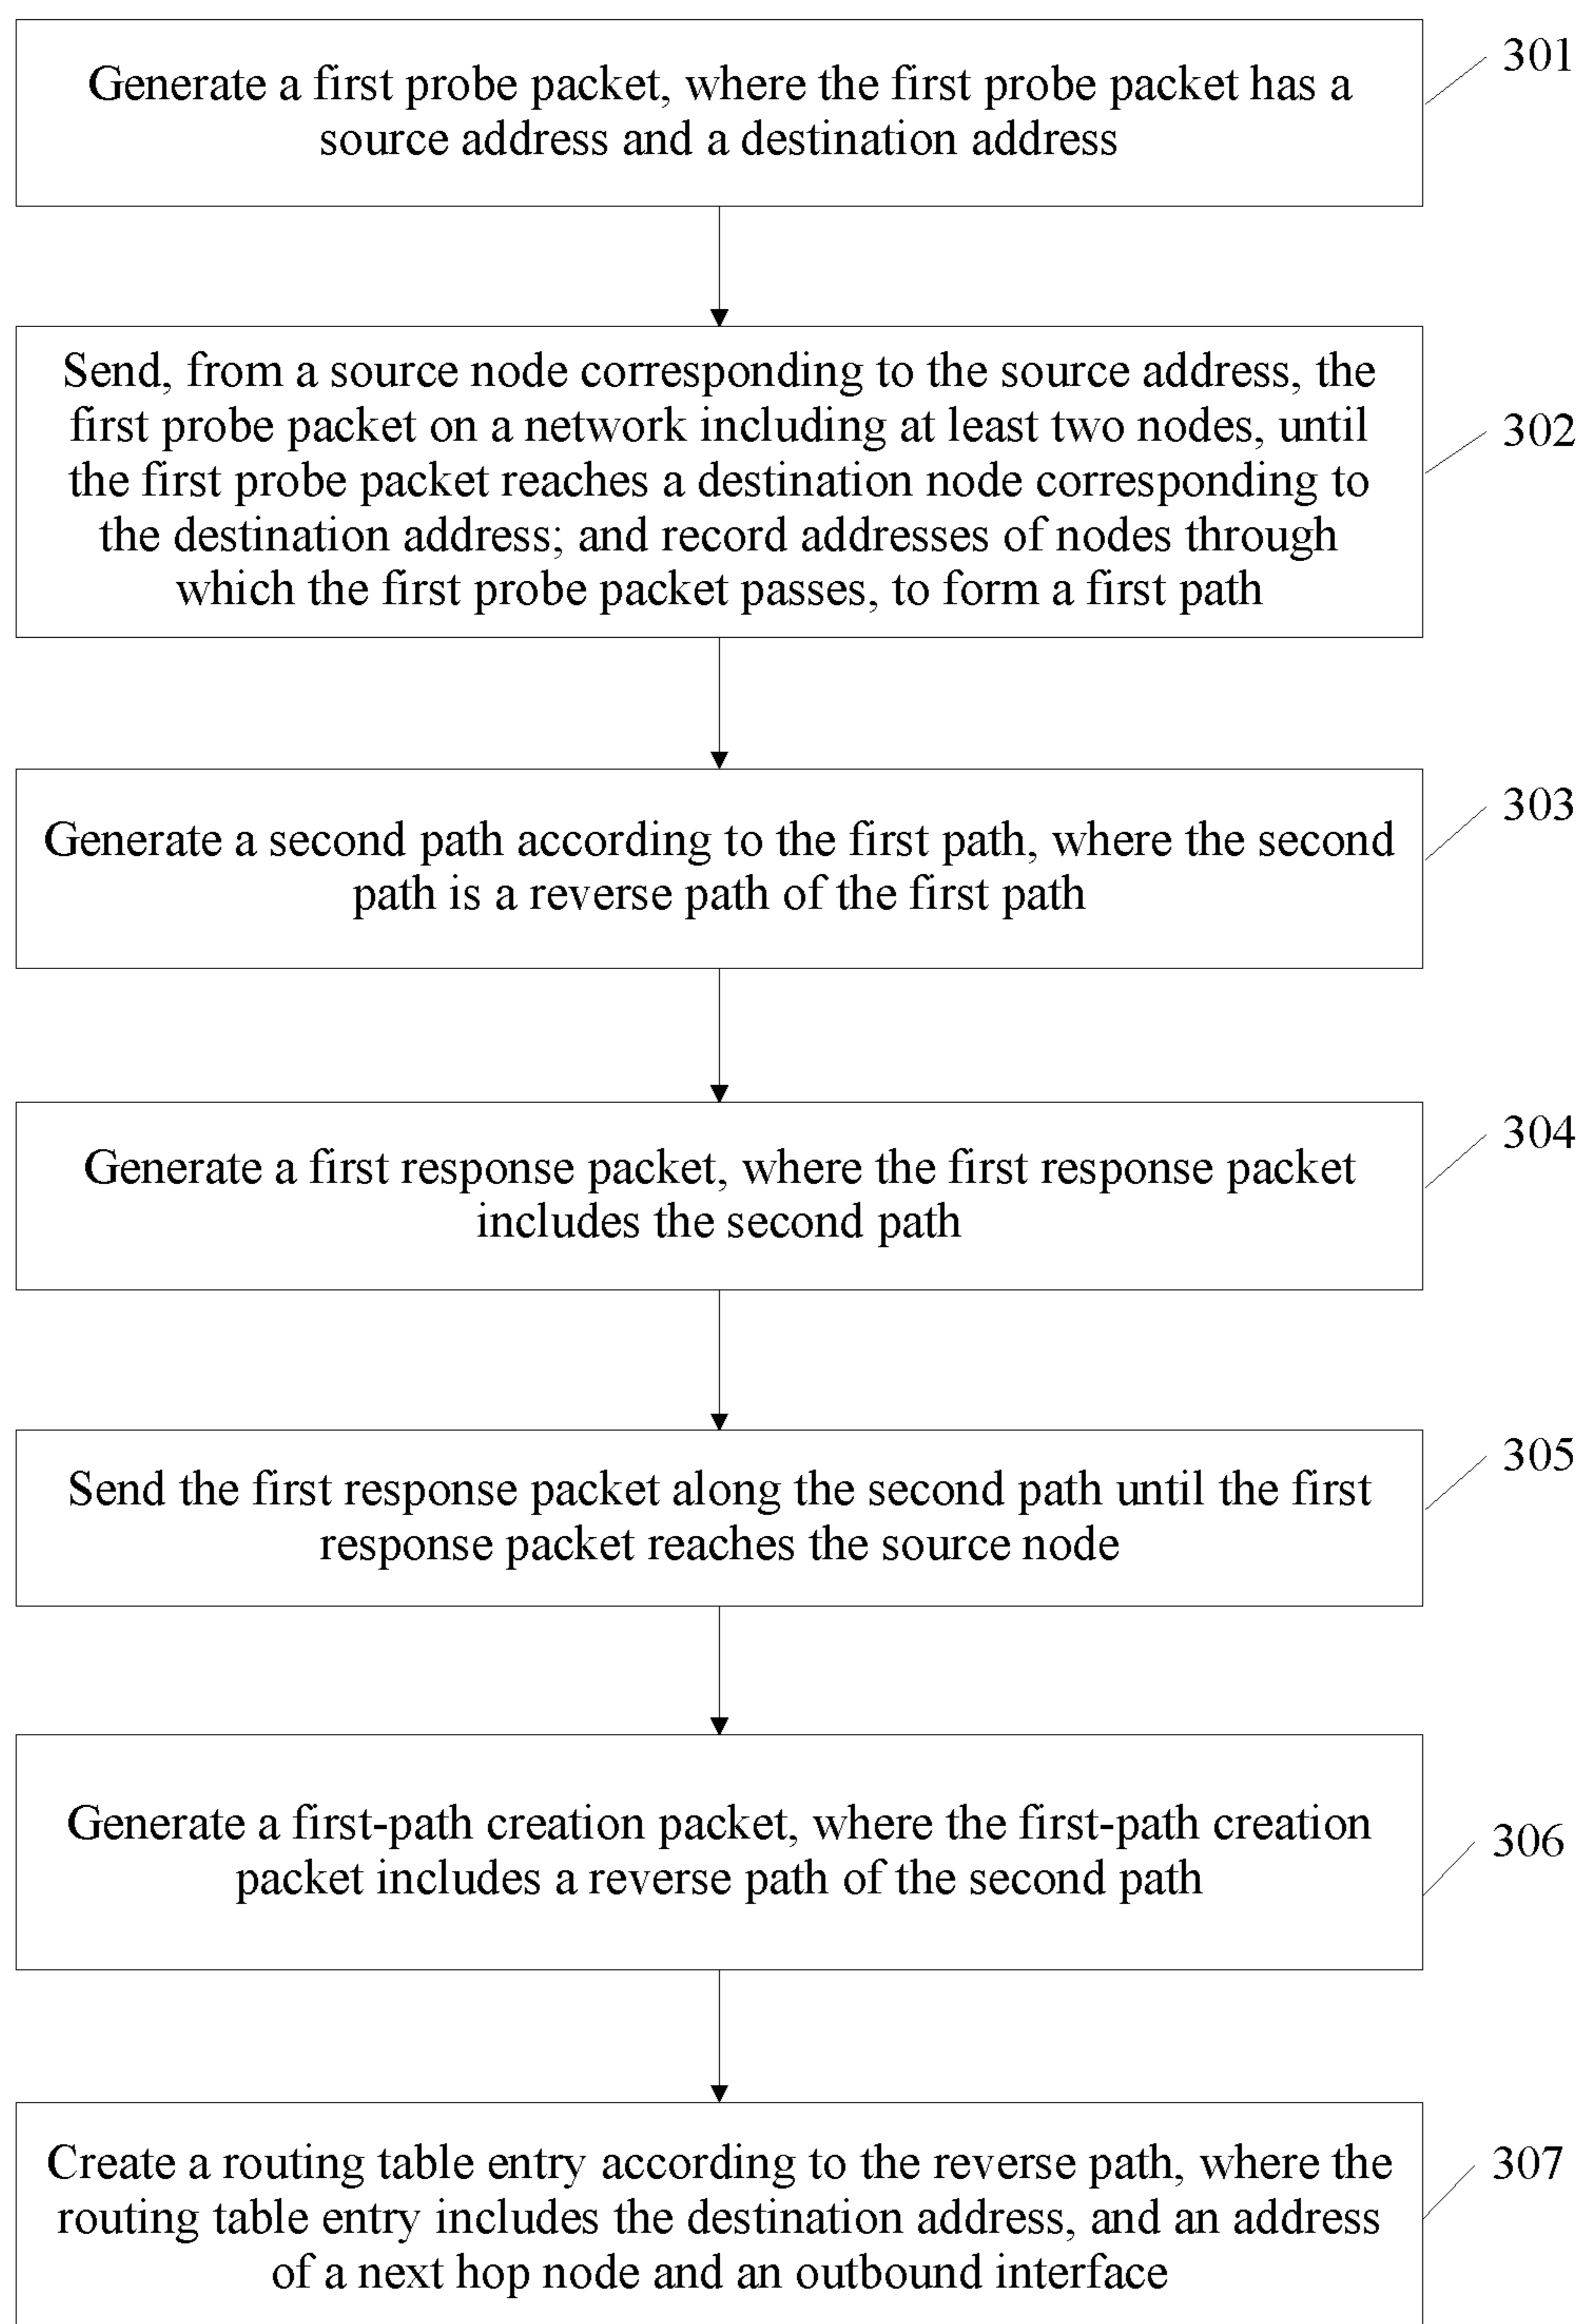 Generate a first probe packet, where the first probe packet has a
source address and a destination address
301
Send, from a source node corresponding to the source address, the
first probe packet on a network including at least two nodes, until
the first probe packet reaches a destination node corresponding to
the destination address; and record addresses of nodes through
which the first probe packet passes, to form a first path
302
Generate a second path according to the first path, where the second
path is a reverse path of the first path
303
Generate a first response packet, where the first response packet
includes the second path
304
Send the first response packet along the second path until the first
response packet reaches the source node
305
Generate a first-path creation packet, where the first-path creation
packet includes a reverse path of the second path
306
Create a routing table entry according to the reverse path, where the
routing table entry includes the destination address, and an address
of a next hop node and an outbound interface
307